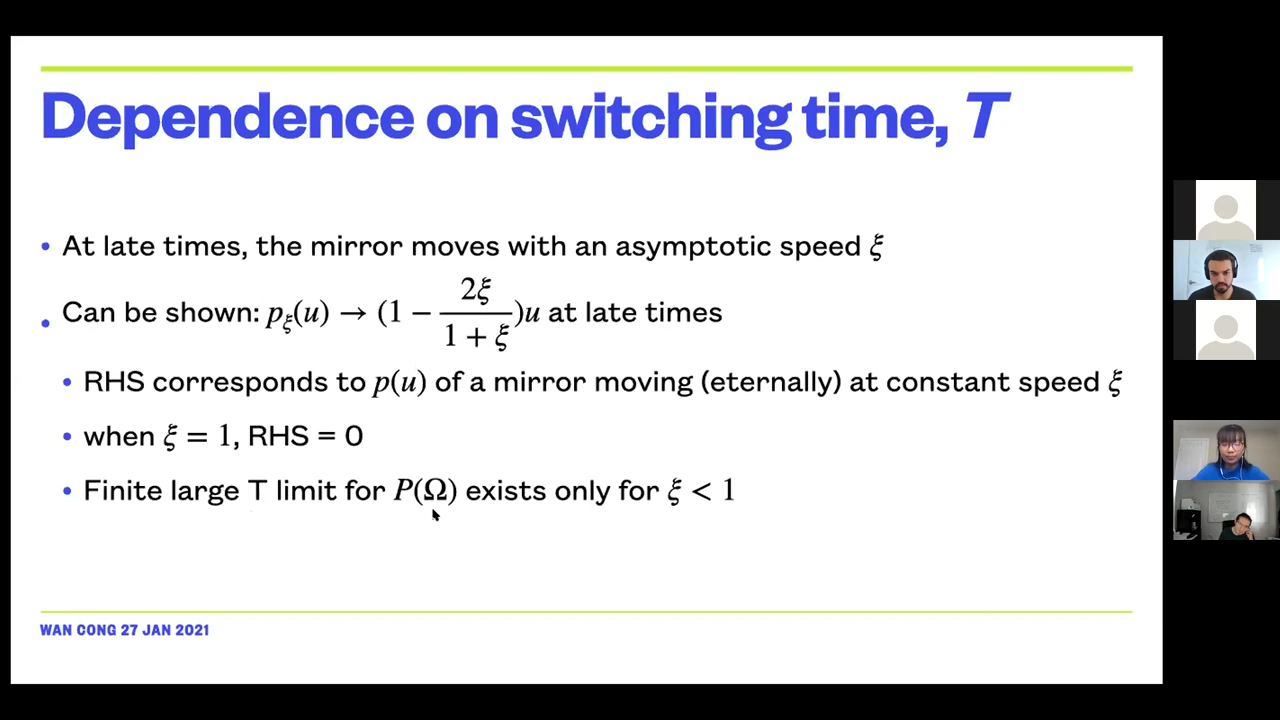 Dependence on switching time, T
• At late times, the mirror moves with an asymptotic speed ξ
• Can be shown: p_ξ(u) → (1 − 2ξ/(1 + ξ))u at late times
• RHS corresponds to p(u) of a mirror moving (eternally) at constant speed ξ
• when ξ = 1, RHS = 0
• Finite large T limit for P(Ω) exists only for ξ < 1
WAN CONG 27 JAN 2021